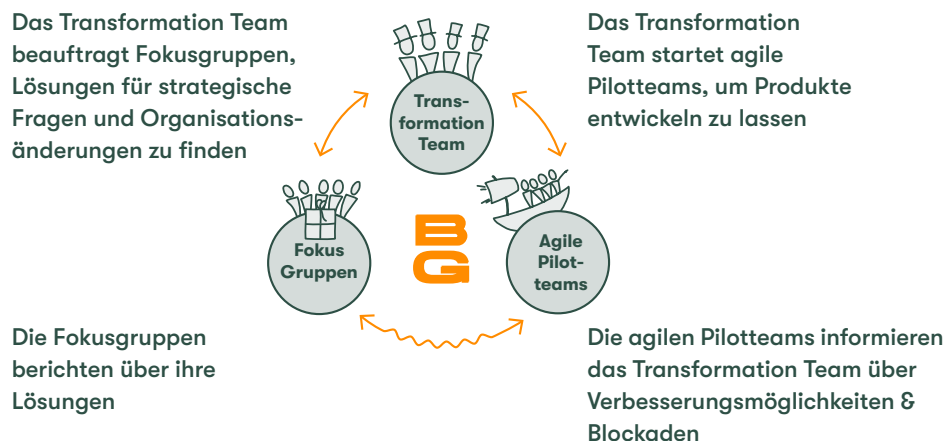 Das Transformation Team
beauftragt Fokusgruppen,
Lösungen für strategische
Fragen und Organisations-
änderungen zu finden
Das Transformation
Team startet agile
Pilotteams, um Produkte
entwickeln zu lassen
Trans-
formation
Team
Fokus
Gruppen
B
G
Agile
Pilot-
teams
Die Fokusgruppen
berichten über ihre
Lösungen
Die agilen Pilotteams informieren
das Transformation Team über
Verbesserungsmöglichkeiten &
Blockaden